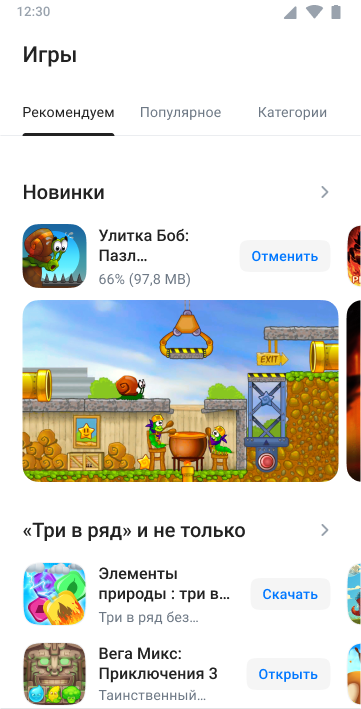 12:30
Игры
Рекомендуем Популярное Категории
Новинки
Улитка Боб:
Пазл...
66% (97,8 MB)
Отменить
EXIT
«Три в ряд» и не только
Элементы
природы : три в...
Три в ряд без...
Скачать
Вега Микс:
Приключения 3
Таинственный...
Открыть